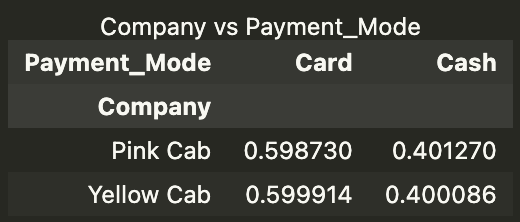 Company vs Payment_Mode
Payment_Mode Card Cash
Company
Pink Cab 0.598730 0.401270
Yellow Cab 0.599914 0.400086